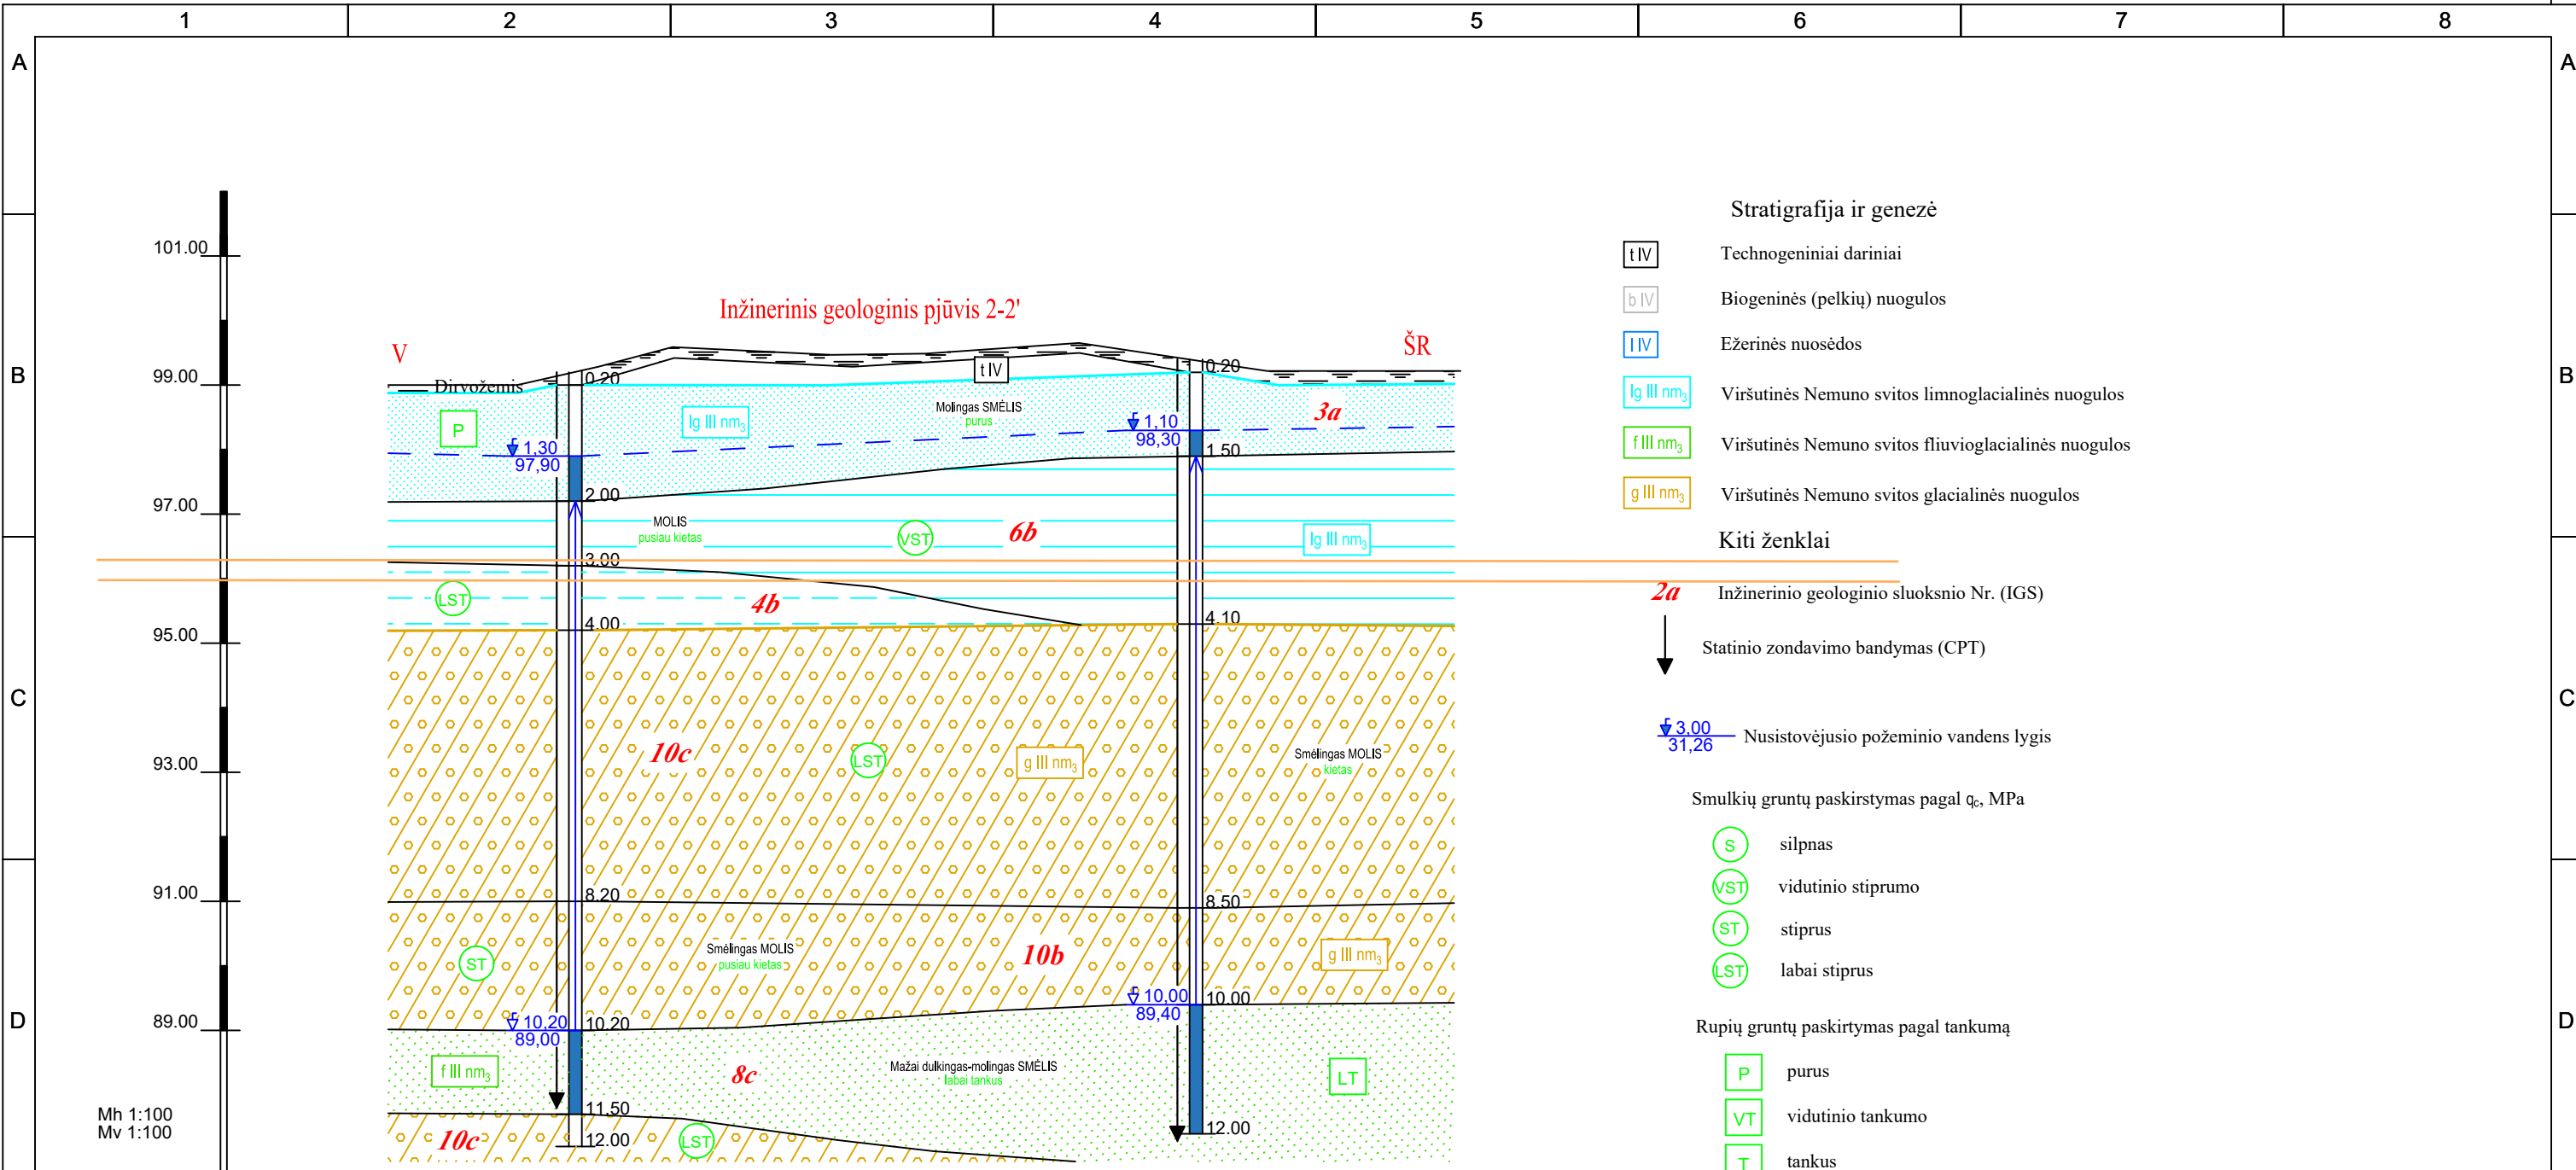 1 2 3 4 5 6 7 8
A A
B B
C C
D D
101.00
99.00
97.00
95.00
93.00
91.00
89.00
Mh 1:100
Mv 1:100
Inžinerinis geologinis pjūvis 2-2'
V
ŠR
Dirvožemis
0.20
t IV
0.20
P
lg III nm3
Molingas SMĖLIS
purus
3a
1,30
97,90
1,10
98,30
1.50
2.00
MOLIS
pusiau kietas
VST
6b
lg III nm3
3.00
LST
4b
4.00
4.10
10c
LST
g III nm3
Smėlingas MOLIS
kietas
8.20
8.50
ST
Smėlingas MOLIS
pusiau kietas
10b
g III nm3
10,20
89,00
10.20
10,00
89,40
10.00
f III nm3
8c
Mažai dulkingas-molingas SMĖLIS
labai tankus
LT
11.50
10c
12.00
LST
12.00
Stratigrafija ir genezė
t IV Technogeniniai dariniai
b IV Biogeninės (pelkių) nuogulos
l IV Ežerinės nuosėdos
lg III nm3 Viršutinės Nemuno svitos limnoglacialinės nuogulos
f III nm3 Viršutinės Nemuno svitos fliuvioglacialinės nuogulos
g III nm3 Viršutinės Nemuno svitos glacialinės nuogulos
Kiti ženklai
2a Inžinerinio geologinio sluoksnio Nr. (IGS)
Statinio zondavimo bandymas (CPT)
3,00
31,26
Nusistovėjusio požeminio vandens lygis
Smulkių gruntų paskirstymas pagal qc, MPa
S silpnas
VST vidutinio stiprumo
ST stiprus
LST labai stiprus
Rupių gruntų paskirtymas pagal tankumą
P purus
VT vidutinio tankumo
T tankus